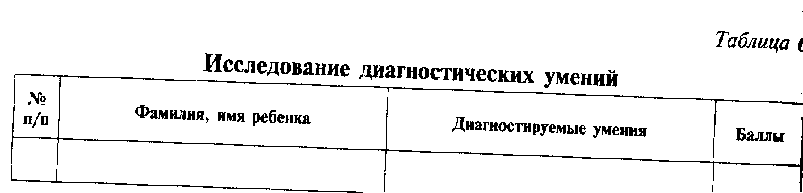 Таблица
Исследование диагностических умений
№
п/п
Фамилия, имя ребенка
Диагностируемые умения
Баллы